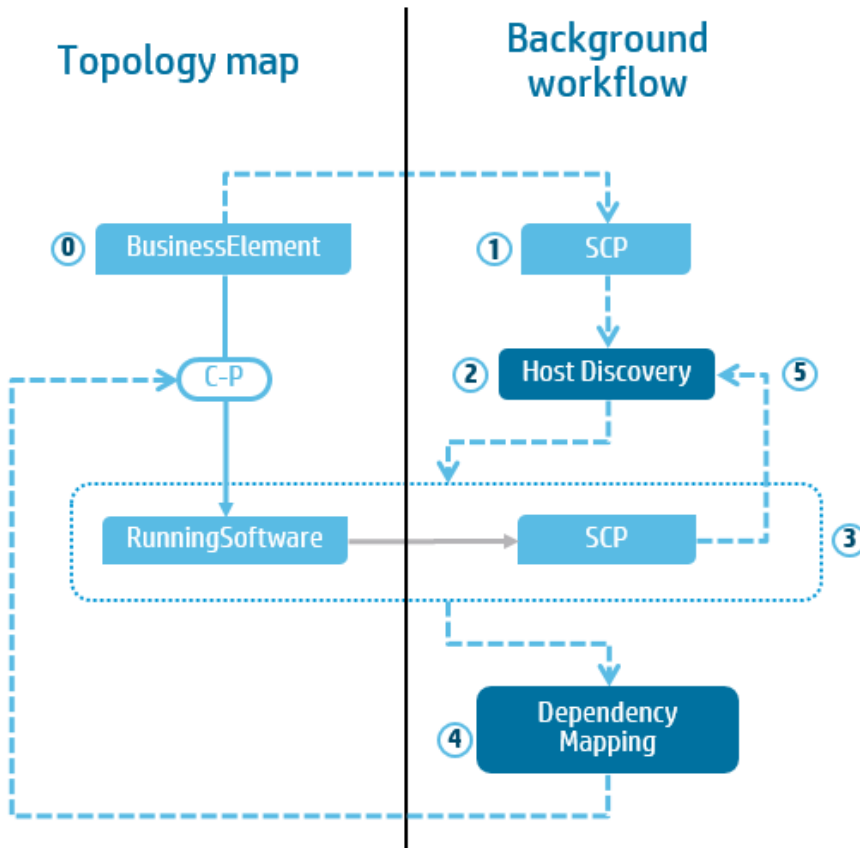 Topology map
Background
workflow
0
BusinessElement
1
SCP
C-P
2
Host Discovery
5
RunningSoftware
SCP
3
4
Dependency
Mapping